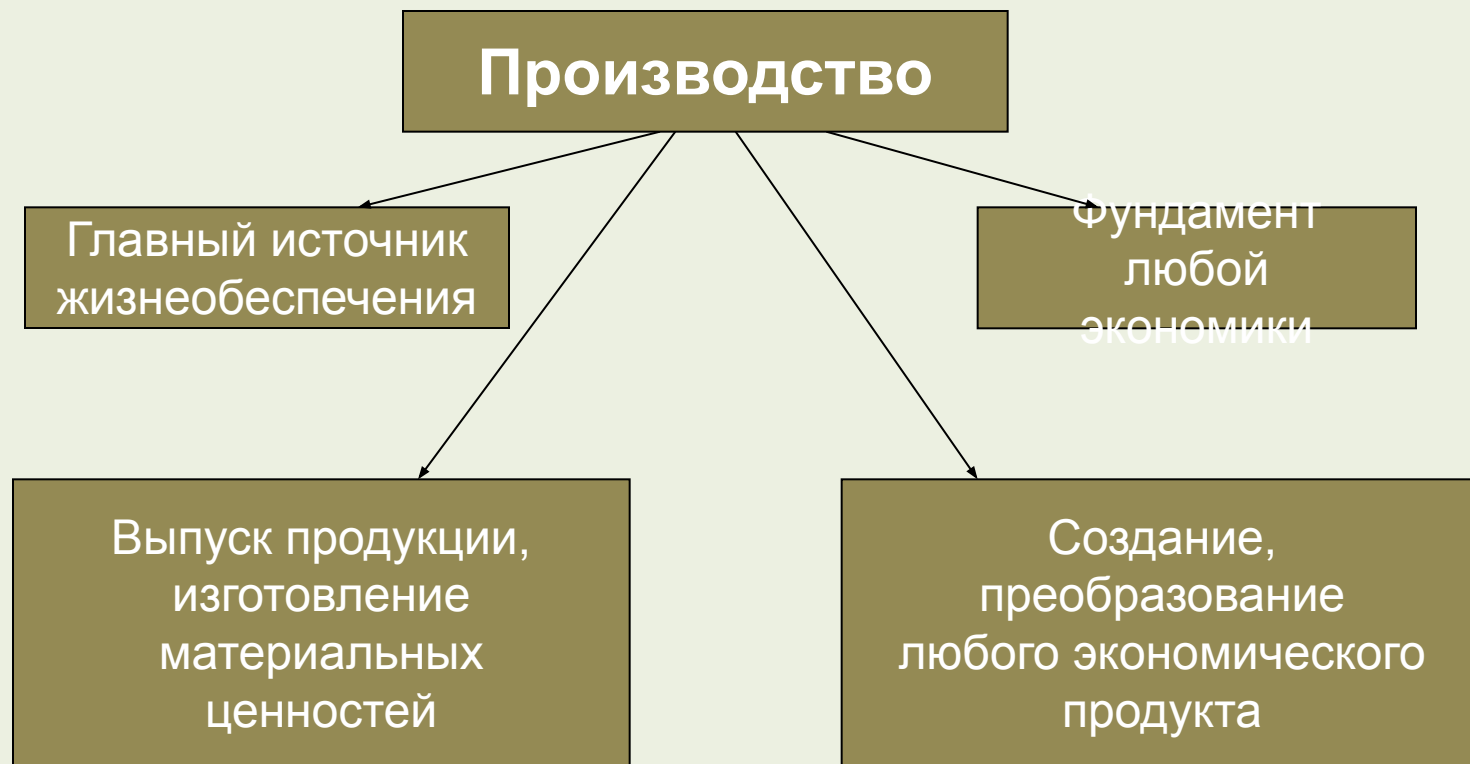 Производство
Главный источник
жизнеобеспечения
Фундамент
любой
экономики
Выпуск продукции,
изготовление
материальных
ценностей
Создание,
преобразование
любого экономического
продукта